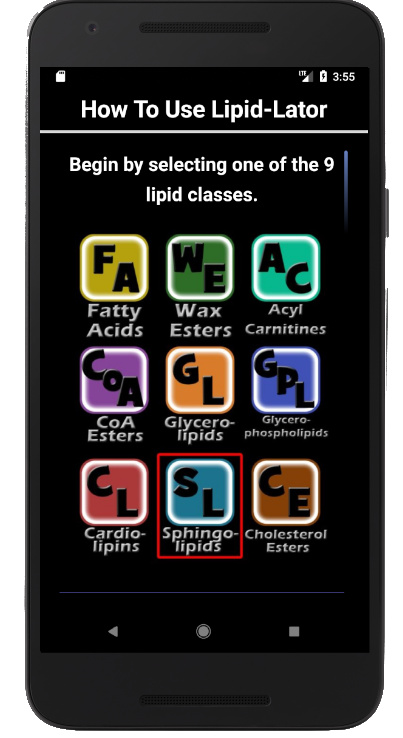 LTE 3:55
How To Use Lipid-Lator
Begin by selecting one of the 9
lipid classes.
FA WE AC
Fatty Acids
Wax Esters
Acyl Carnitines
CoA GL GPL
CoA Esters
Glycero-lipids
Glycero-phospholipids
CL SL CE
Cardio-lipins
Sphingo-lipids
Cholesterol Esters